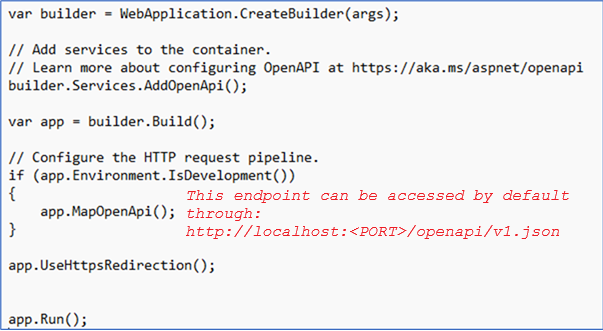 var builder = WebApplication.CreateBuilder(args);
// Add services to the container.
// Learn more about configuring OpenAPI at https://aka.ms/aspnet/openapi
builder.Services.AddOpenApi();
var app = builder.Build();
// Configure the HTTP request pipeline.
if (app.Environment.IsDevelopment())
{
app.MapOpenApi();
}
This endpoint can be accessed by default
through:
http://localhost:<PORT>/openapi/v1.json
app.UseHttpsRedirection();
app.Run();